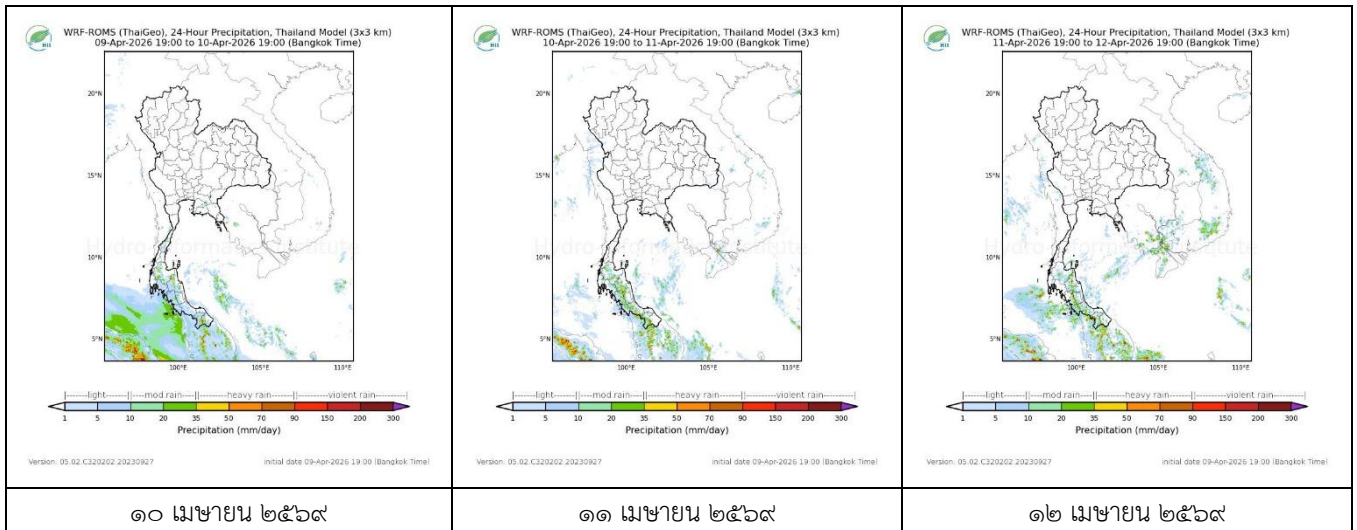 WRF-ROMS (ThaiGeo), 24-Hour Precipitation, Thailand Model (3x3 km)
09-Apr-2026 19:00 to 10-Apr-2026 19:00 (Bangkok Time)
HII
20°N
15°N
10°N
5°N
100°E 105°E 110°E
Hydro Informatics Institute
light mod rain heavy rain violent rain
1 5 10 20 35 50 70 90 150 200 300
Precipitation (mm/day)
Version: 05.02.C320202.20230927 initial date 09-Apr-2026 19:00 (Bangkok Time)
๑๐ เมษายน ๒๕๖๙
WRF-ROMS (ThaiGeo), 24-Hour Precipitation, Thailand Model (3x3 km)
10-Apr-2026 19:00 to 11-Apr-2026 19:00 (Bangkok Time)
HII
20°N
15°N
10°N
5°N
100°E 105°E 110°E
Hydro Informatics Institute
light mod rain heavy rain violent rain
1 5 10 20 35 50 70 90 150 200 300
Precipitation (mm/day)
Version: 05.02.C320202.20230927 initial date 09-Apr-2026 19:00 (Bangkok Time)
๑๑ เมษายน ๒๕๖๙
WRF-ROMS (ThaiGeo), 24-Hour Precipitation, Thailand Model (3x3 km)
11-Apr-2026 19:00 to 12-Apr-2026 19:00 (Bangkok Time)
HII
20°N
15°N
10°N
5°N
100°E 105°E 110°E
Hydro Informatics Institute
light mod rain heavy rain violent rain
1 5 10 20 35 50 70 90 150 200 300
Precipitation (mm/day)
Version: 05.02.C320202.20230927 initial date 09-Apr-2026 19:00 (Bangkok Time)
๑๒ เมษายน ๒๕๖๙